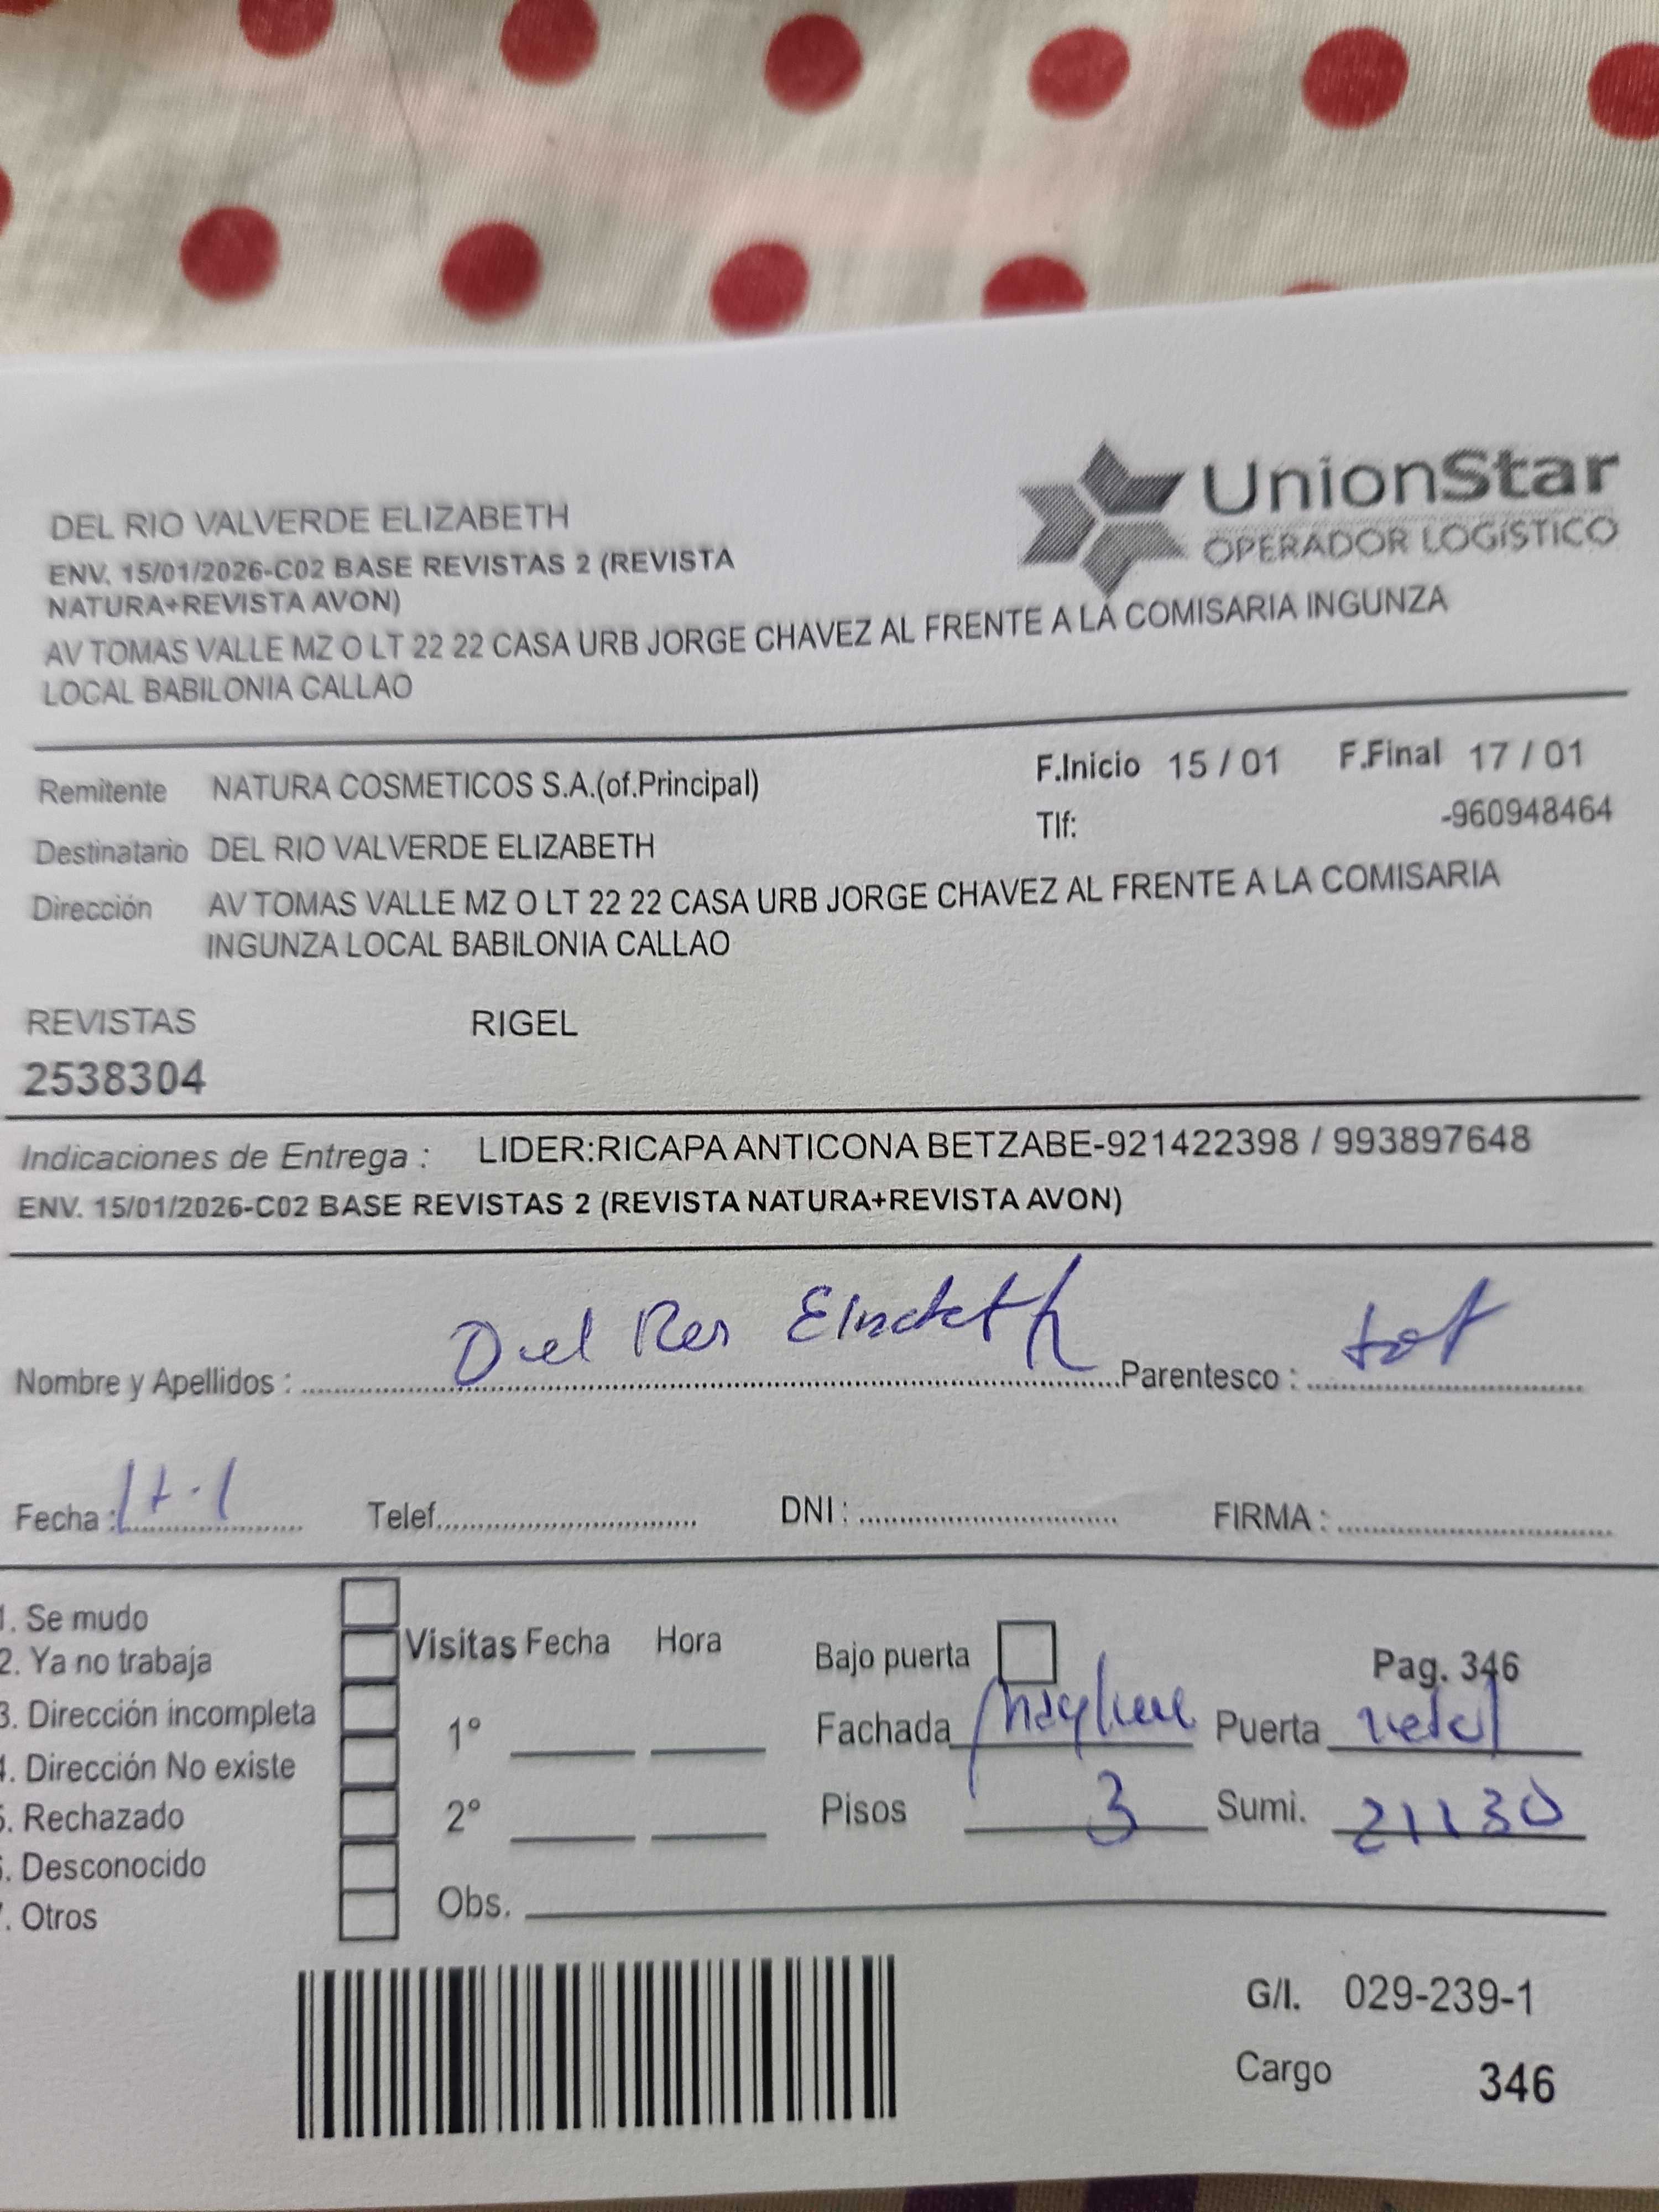 UnionStar
OPERADOR LOGÍSTICO
DEL RIO VALVERDE ELIZABETH
ENV. 15/01/2026-C02 BASE REVISTAS 2 (REVISTA
NATURA+REVISTA AVON)
AV TOMAS VALLE MZ O LT 22 22 CASA URB JORGE CHAVEZ AL FRENTE A LA COMISARIA INGUNZA
LOCAL BABILONIA CALLAO
Remitente NATURA COSMETICOS S.A.(of.Principal) F.Inicio 15 / 01 F.Final 17 / 01
Tlf: -960948464
Destinatario DEL RIO VALVERDE ELIZABETH
Dirección AV TOMAS VALLE MZ O LT 22 22 CASA URB JORGE CHAVEZ AL FRENTE A LA COMISARIA
INGUNZA LOCAL BABILONIA CALLAO
REVISTAS RIGEL
2538304
Indicaciones de Entrega : LIDER:RICAPA ANTICONA BETZABE-921422398 / 993897648
ENV. 15/01/2026-C02 BASE REVISTAS 2 (REVISTA NATURA+REVISTA AVON)
Nombre y Apellidos : Del Parentesco :
Fecha : 17.1 Telef. DNI : FIRMA :
1. Se mudo
2. Ya no trabaja
3. Dirección incompleta
4. Dirección No existe
5. Rechazado
6. Desconocido
7. Otros
Visitas Fecha Hora
1°
2°
Obs.
Bajo puerta Pag. 346
Fachada Puerta
Pisos 3 Sumi. 21130
G/I. 029-239-1
Cargo 346